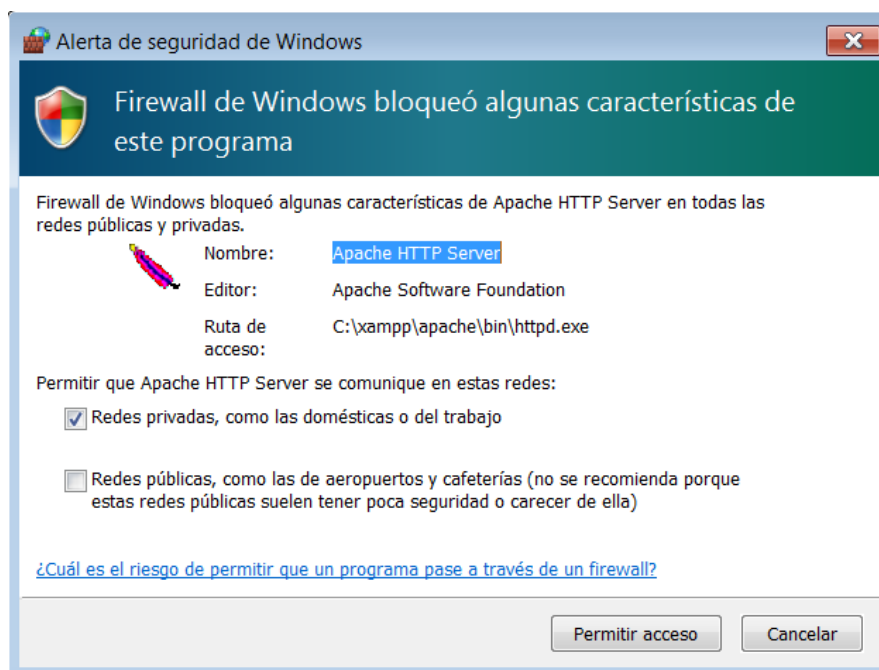 Alerta de seguridad de Windows
Firewall de Windows bloqueó algunas características de
este programa
Firewall de Windows bloqueó algunas características de Apache HTTP Server en todas las
redes públicas y privadas.
Nombre: Apache HTTP Server
Editor: Apache Software Foundation
Ruta de acceso: C:\xampp\apache\bin\httpd.exe
Permitir que Apache HTTP Server se comunique en estas redes:
Redes privadas, como las domésticas o del trabajo
Redes públicas, como las de aeropuertos y cafeterías (no se recomienda porque
estas redes públicas suelen tener poca seguridad o carecer de ella)
¿Cuál es el riesgo de permitir que un programa pase a través de un firewall?
Permitir acceso Cancelar